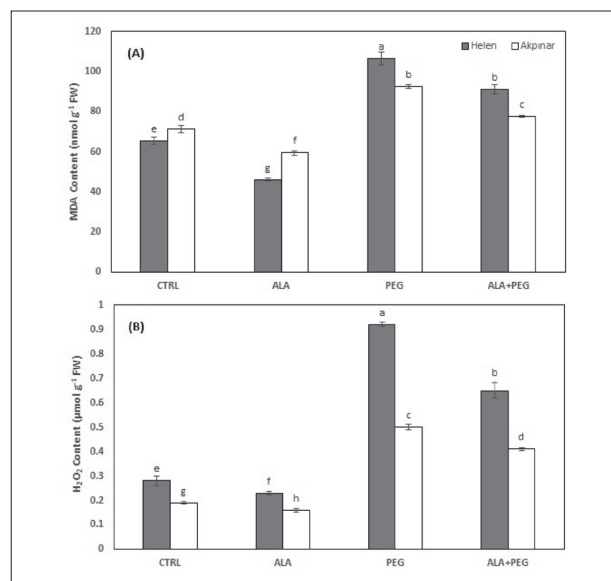 (A)
Helen Akpınar
MDA Content (nmol g⁻¹ FW)
120
100
80
60
40
20
0
e d g f a b b c
CTRL ALA PEG ALA+PEG
(B)
H₂O₂ Content (µmol g⁻¹ FW)
1
0.9
0.8
0.7
0.6
0.5
0.4
0.3
0.2
0.1
0
e g f h a c b d
CTRL ALA PEG ALA+PEG